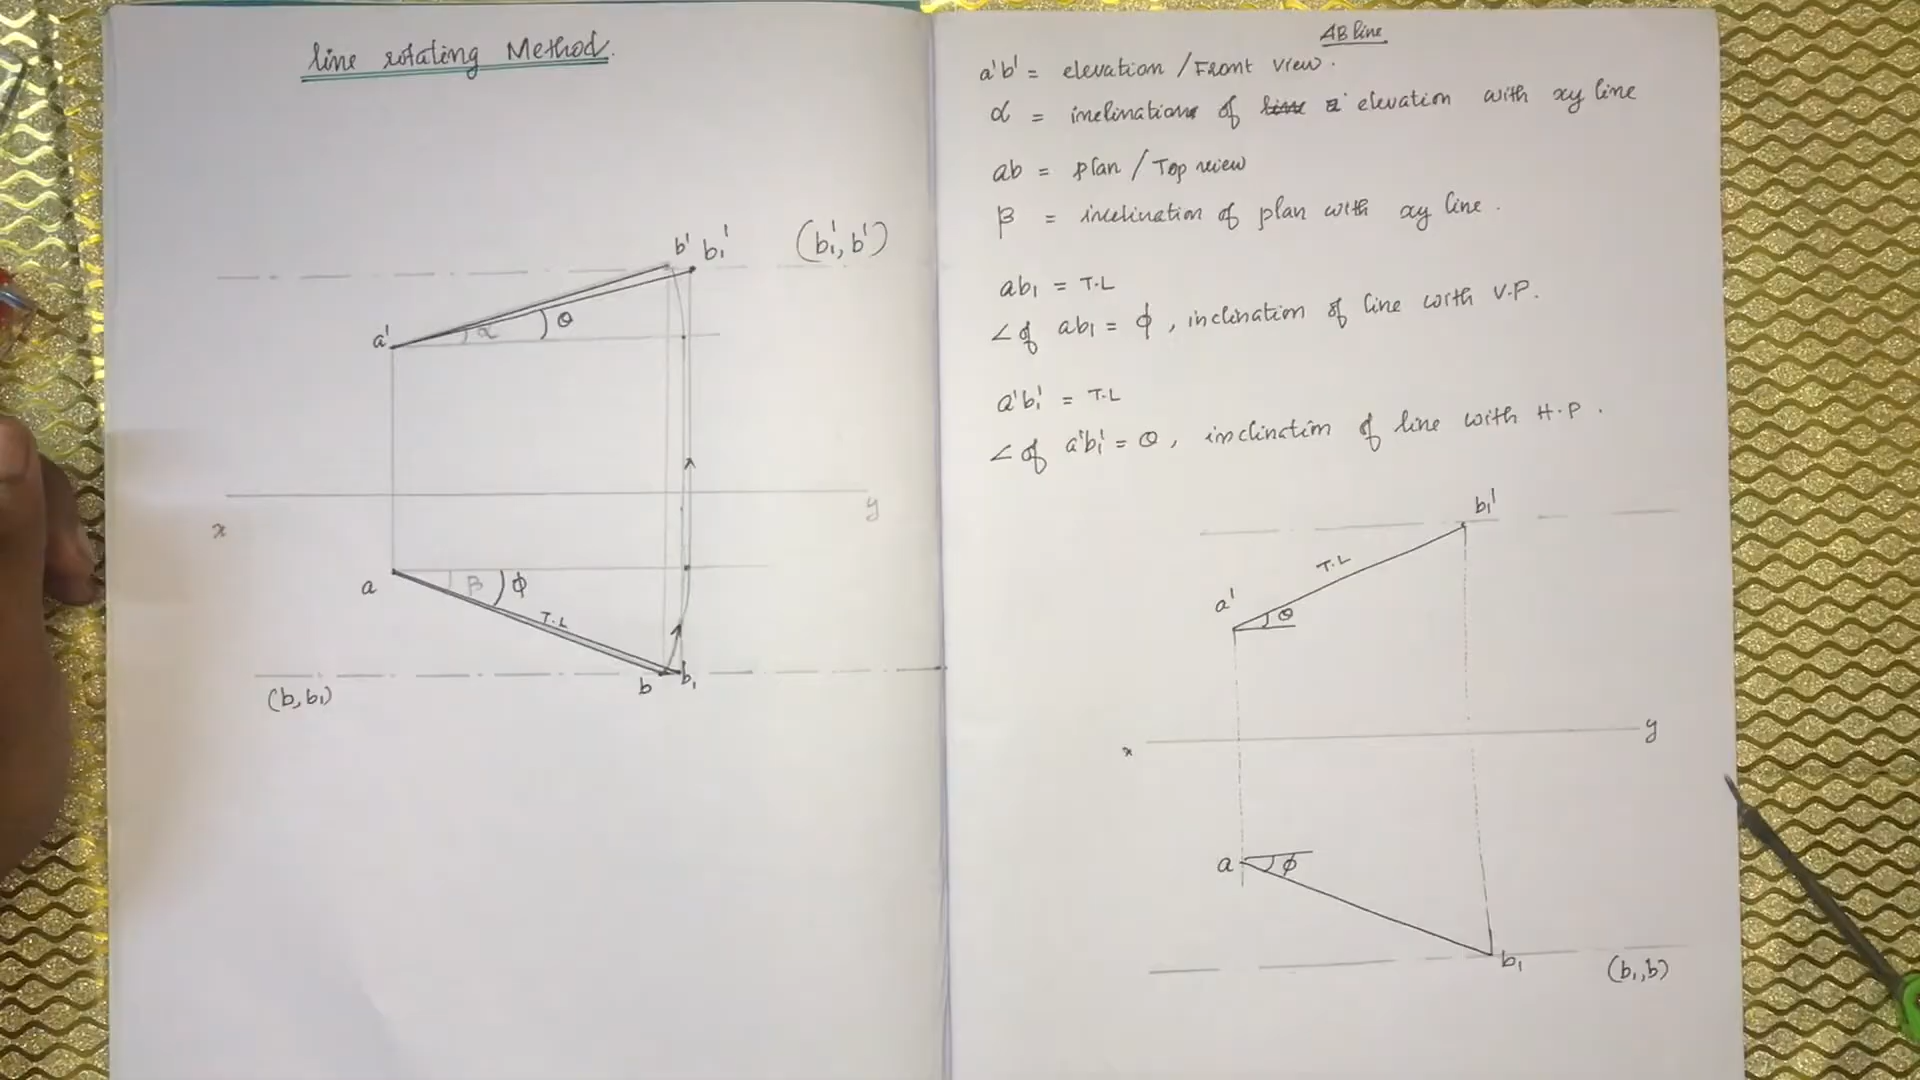 line rotating Method.
b' b₁' (b₁', b')
a' α θ
x y
a β ϕ
T.L
b b₁
(b, b₁)
AB line
a'b' = elevation / Front view.
α = inclination of elevation with xy line
ab = plan / Top view
β = inclination of plan with xy line.
ab₁ = T.L
∠ of ab₁ = ϕ, inclination of line with V.P.
a'b₁' = T.L
∠ of a'b₁' = θ, inclination of line with H.P.
b₁'
T.L
a' θ
x y
a ϕ
b₁ (b₁,b)